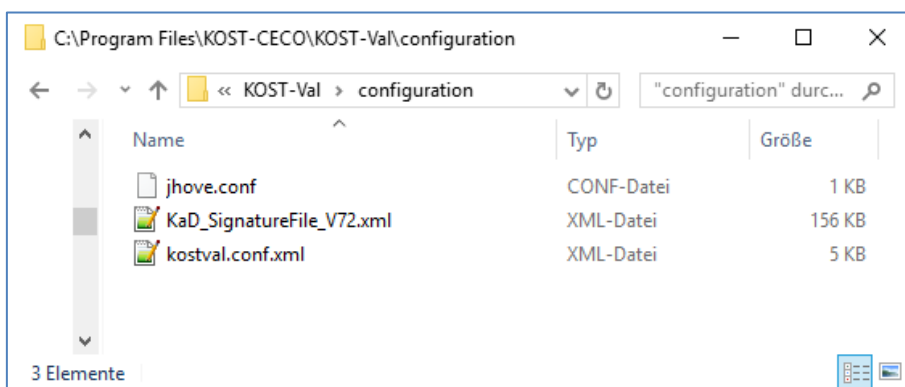 C:\Program Files\KOST-CECO\KOST-Val\configuration
« KOST-Val > configuration
"configuration" durc...
Name Typ Größe
jhove.conf CONF-Datei 1 KB
KaD_SignatureFile_V72.xml XML-Datei 156 KB
kostval.conf.xml XML-Datei 5 KB
3 Elemente